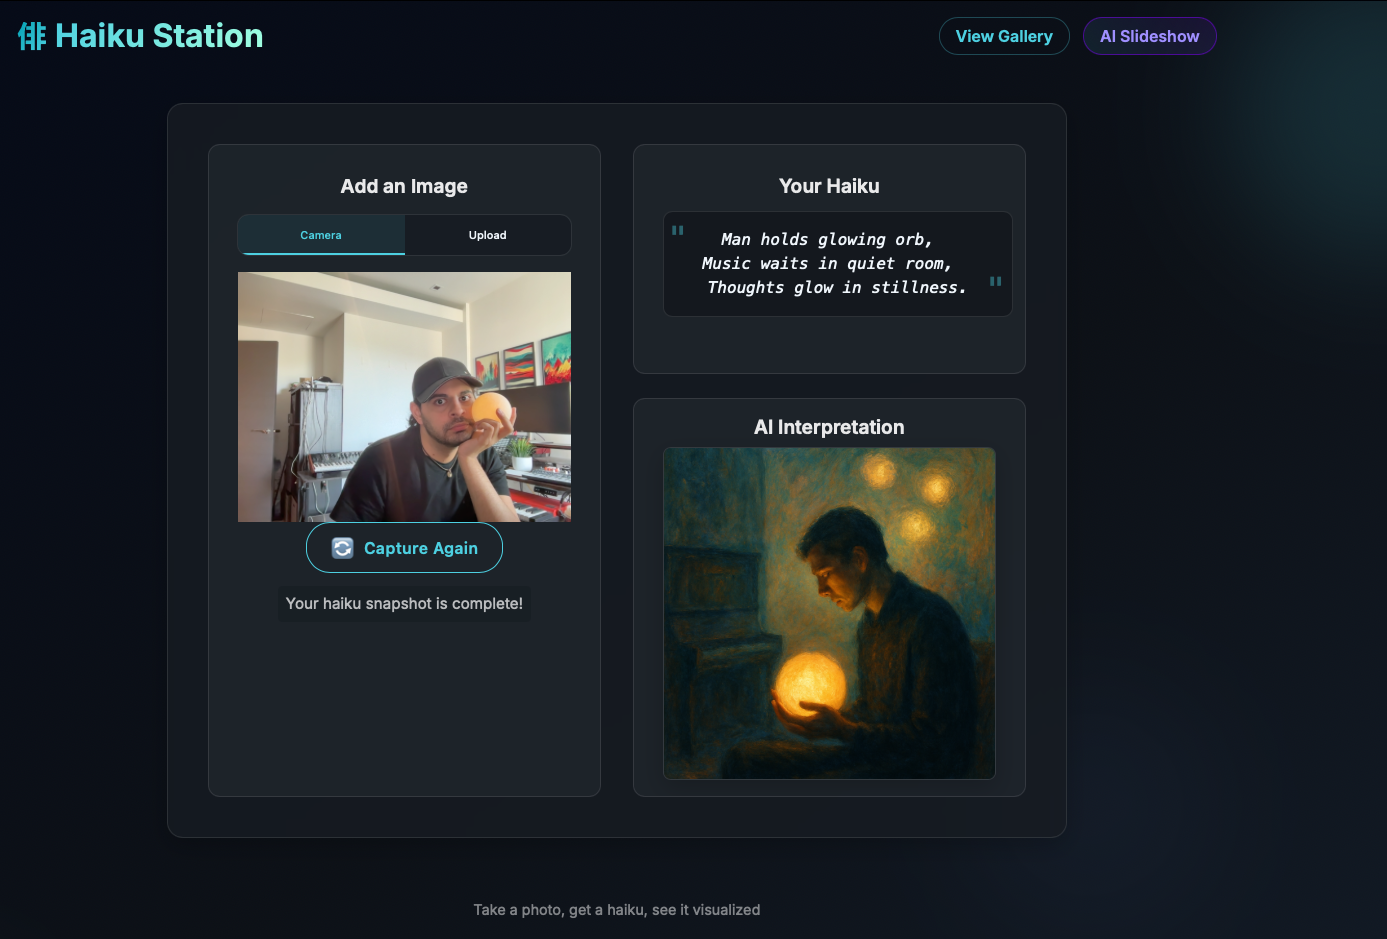 俳 Haiku Station
View Gallery
AI Slideshow
Add an Image
Camera
Upload
Capture Again
Your haiku snapshot is complete!
Your Haiku
"
Man holds glowing orb,
Music waits in quiet room,
Thoughts glow in stillness.
"
AI Interpretation
Take a photo, get a haiku, see it visualized